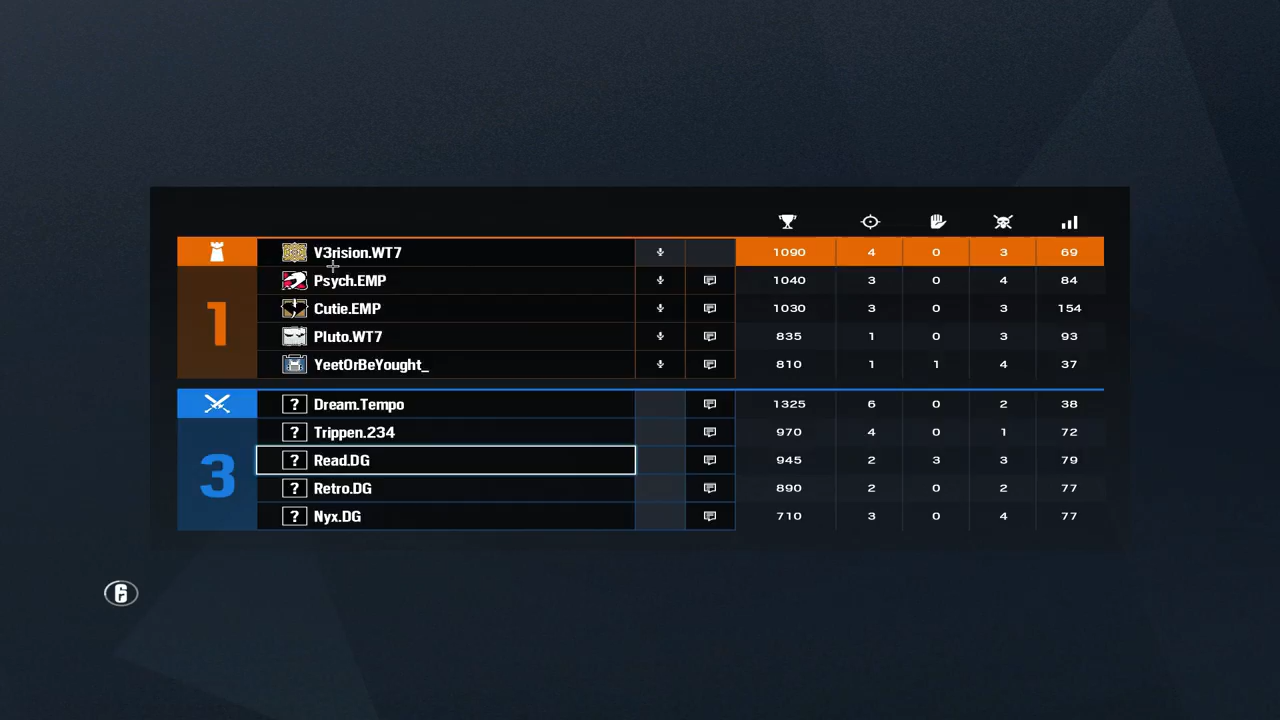 V3rision.WT7 1090 4 0 3 69
Psych.EMP 1040 3 0 4 84
1 Cutie.EMP 1030 3 0 3 154
Pluto.WT7 835 1 0 3 93
YeetOrBeYought_ 810 1 1 4 37
? Dream.Tempo 1325 6 0 2 38
? Trippen.234 970 4 0 1 72
3 ? Read.DG 945 2 3 3 79
? Retro.DG 890 2 0 2 77
? Nyx.DG 710 3 0 4 77
6